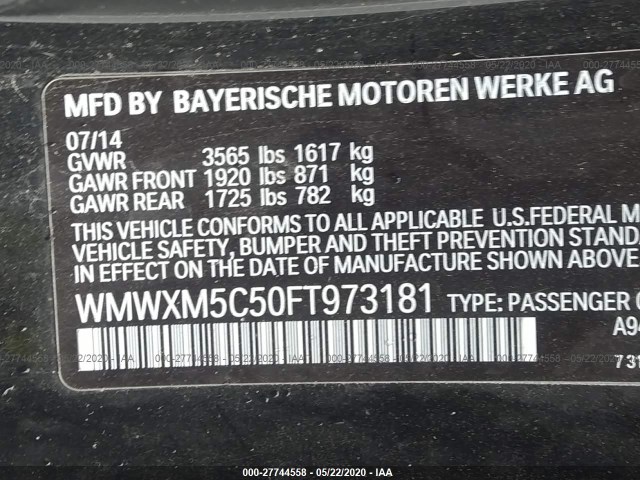 MFD BY BAYERISCHE MOTOREN WERKE AG
07/14
GVWR 3565 lbs 1617 kg
GAWR FRONT 1920 lbs 871 kg
GAWR REAR 1725 lbs 782 kg
THIS VEHICLE CONFORMS TO ALL APPLICABLE U.S.FEDERAL M
VEHICLE SAFETY, BUMPER AND THEFT PREVENTION STANDA
IN EFFECT ON THE DATE OF MANUFACTURE SHOWN ABOVE.
WMWXM5C50FT973181 TYPE: PASSENGER
A94
731
000-27744558 - 05/22/2020 - IAA